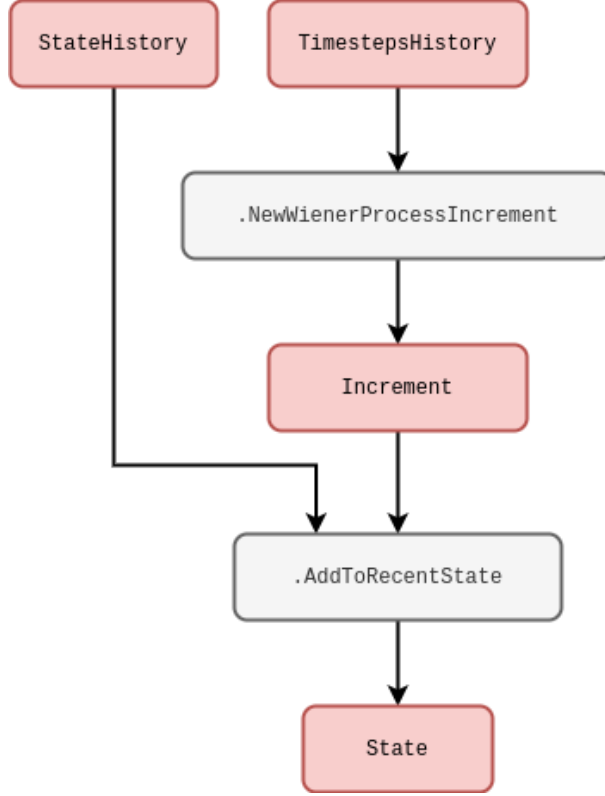 StateHistory
TimestepsHistory
.NewWienerProcessIncrement
Increment
.AddToRecentState
State